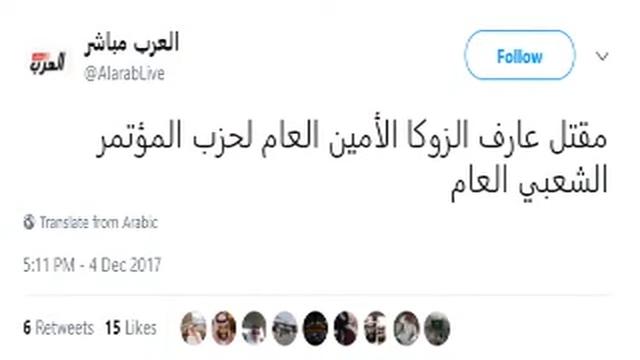 العرب مباشر
@AlarabLive
Follow
العرب
مقتل عارف الزوكا الأمين العام لحزب المؤتمر
الشعبي العام
Translate from Arabic
5:11 PM - 4 Dec 2017
6 Retweets 15 Likes